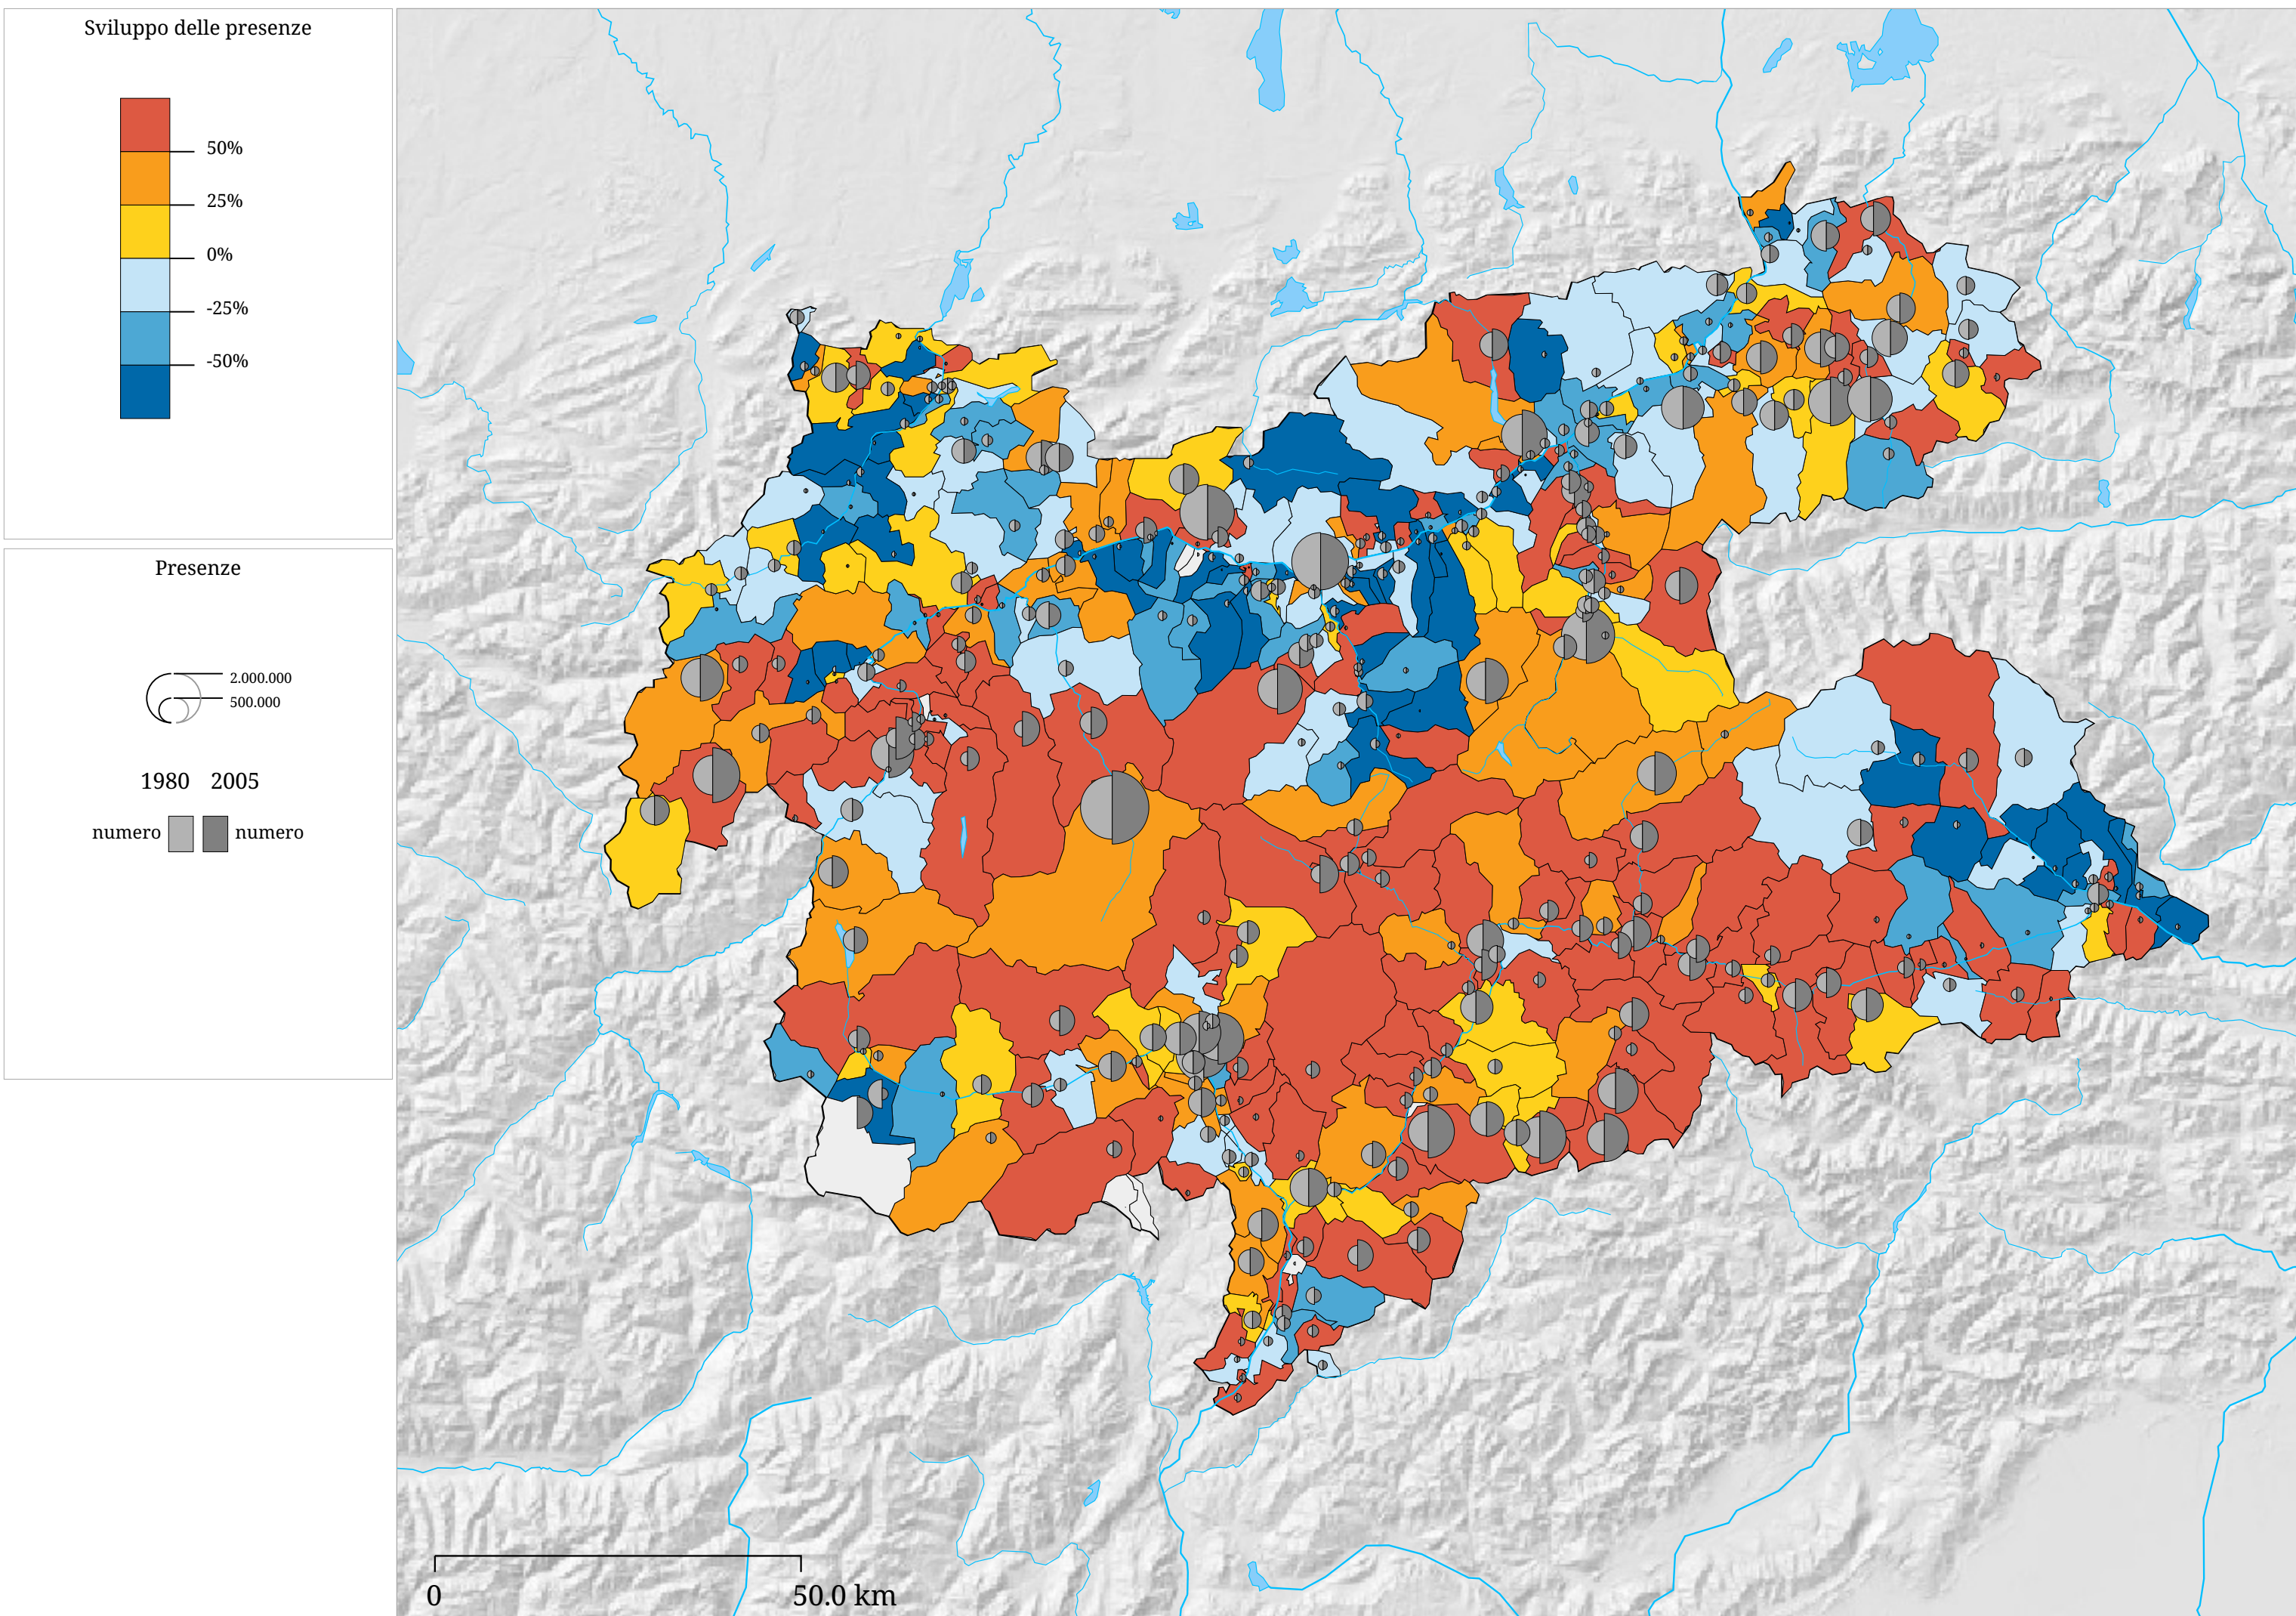 Sviluppo delle presenze
50%
25%
0%
-25%
-50%
Presenze
2.000.000
500.000
1980 2005
numero numero
0 50.0 km